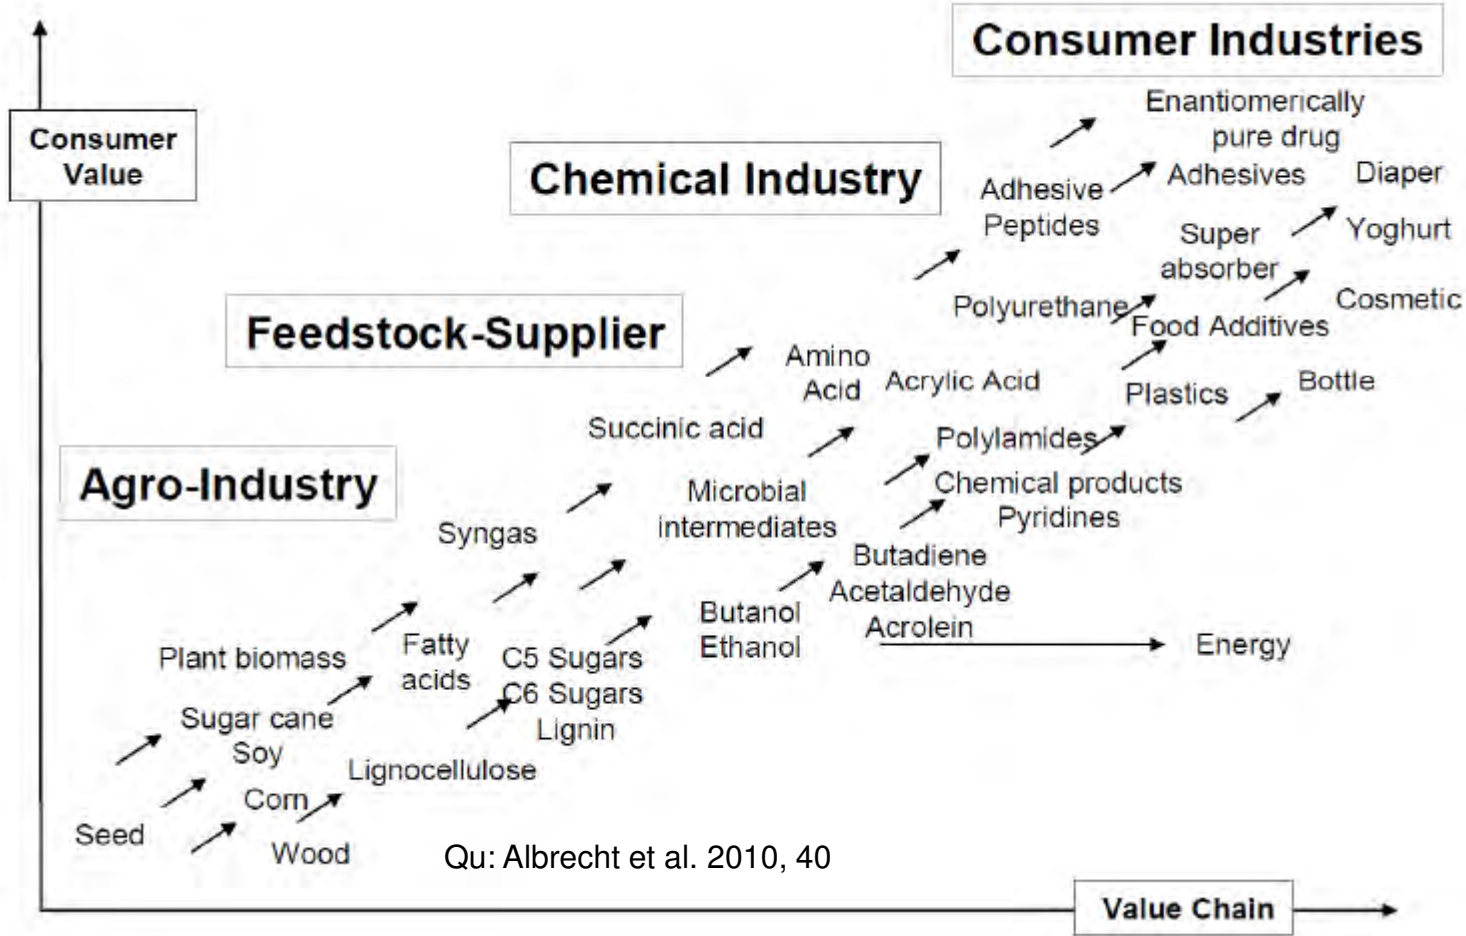 Consumer Industries
Enantiomerically
pure drug
Consumer
Value
Chemical Industry
Adhesive
Peptides
Adhesives
Diaper
Super
absorber
Yoghurt
Feedstock-Supplier
Polyurethane
Food Additives
Cosmetic
Amino
Acid
Acrylic Acid
Plastics
Bottle
Succinic acid
Polylamides
Agro-Industry
Microbial
intermediates
Chemical products
Pyridines
Syngas
Butadiene
Acetaldehyde
Acrolein
Butanol
Ethanol
Energy
Plant biomass
Fatty
acids
C5 Sugars
C6 Sugars
Lignin
Sugar cane
Soy
Lignocellulose
Corn
Seed
Wood
Qu: Albrecht et al. 2010, 40
Value Chain